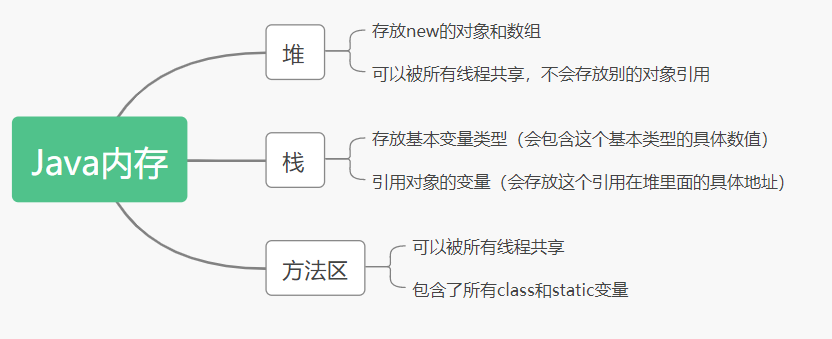 Java内存
堆
存放new的对象和数组
可以被所有线程共享，不会存放别的对象引用
栈
存放基本变量类型（会包含这个基本类型的具体数值）
引用对象的变量（会存放这个引用在堆里面的具体地址）
方法区
可以被所有线程共享
包含了所有class和static变量